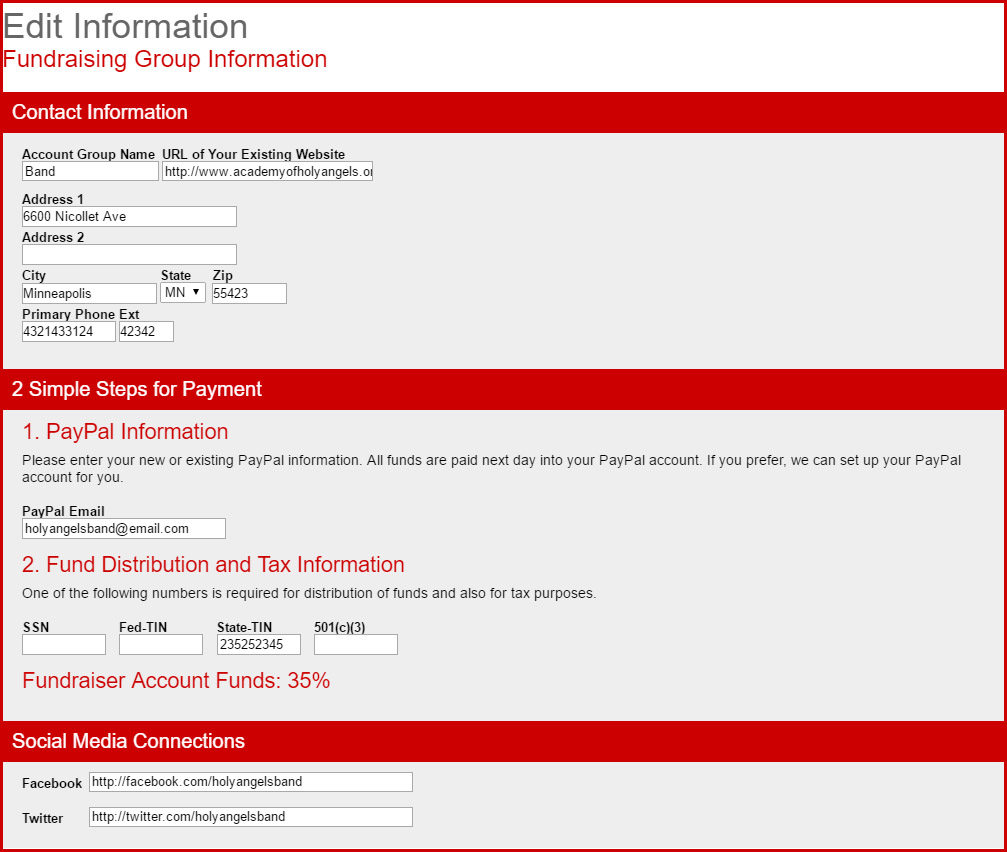 Edit Information
Fundraising Group Information
Contact Information
Account Group Name URL of Your Existing Website
Band http://www.academyofholyangels.or
Address 1
6600 Nicollet Ave
Address 2
City State Zip
Minneapolis MN 55423
Primary Phone Ext
4321433124 42342
2 Simple Steps for Payment
1. PayPal Information
Please enter your new or existing PayPal information. All funds are paid next day into your PayPal account. If you prefer, we can set up your PayPal
account for you.
PayPal Email
holyangelsband@email.com
2. Fund Distribution and Tax Information
One of the following numbers is required for distribution of funds and also for tax purposes.
SSN Fed-TIN State-TIN 501(c)(3)
235252345
Fundraiser Account Funds: 35%
Social Media Connections
Facebook http://facebook.com/holyangelsband
Twitter http://twitter.com/holyangelsband